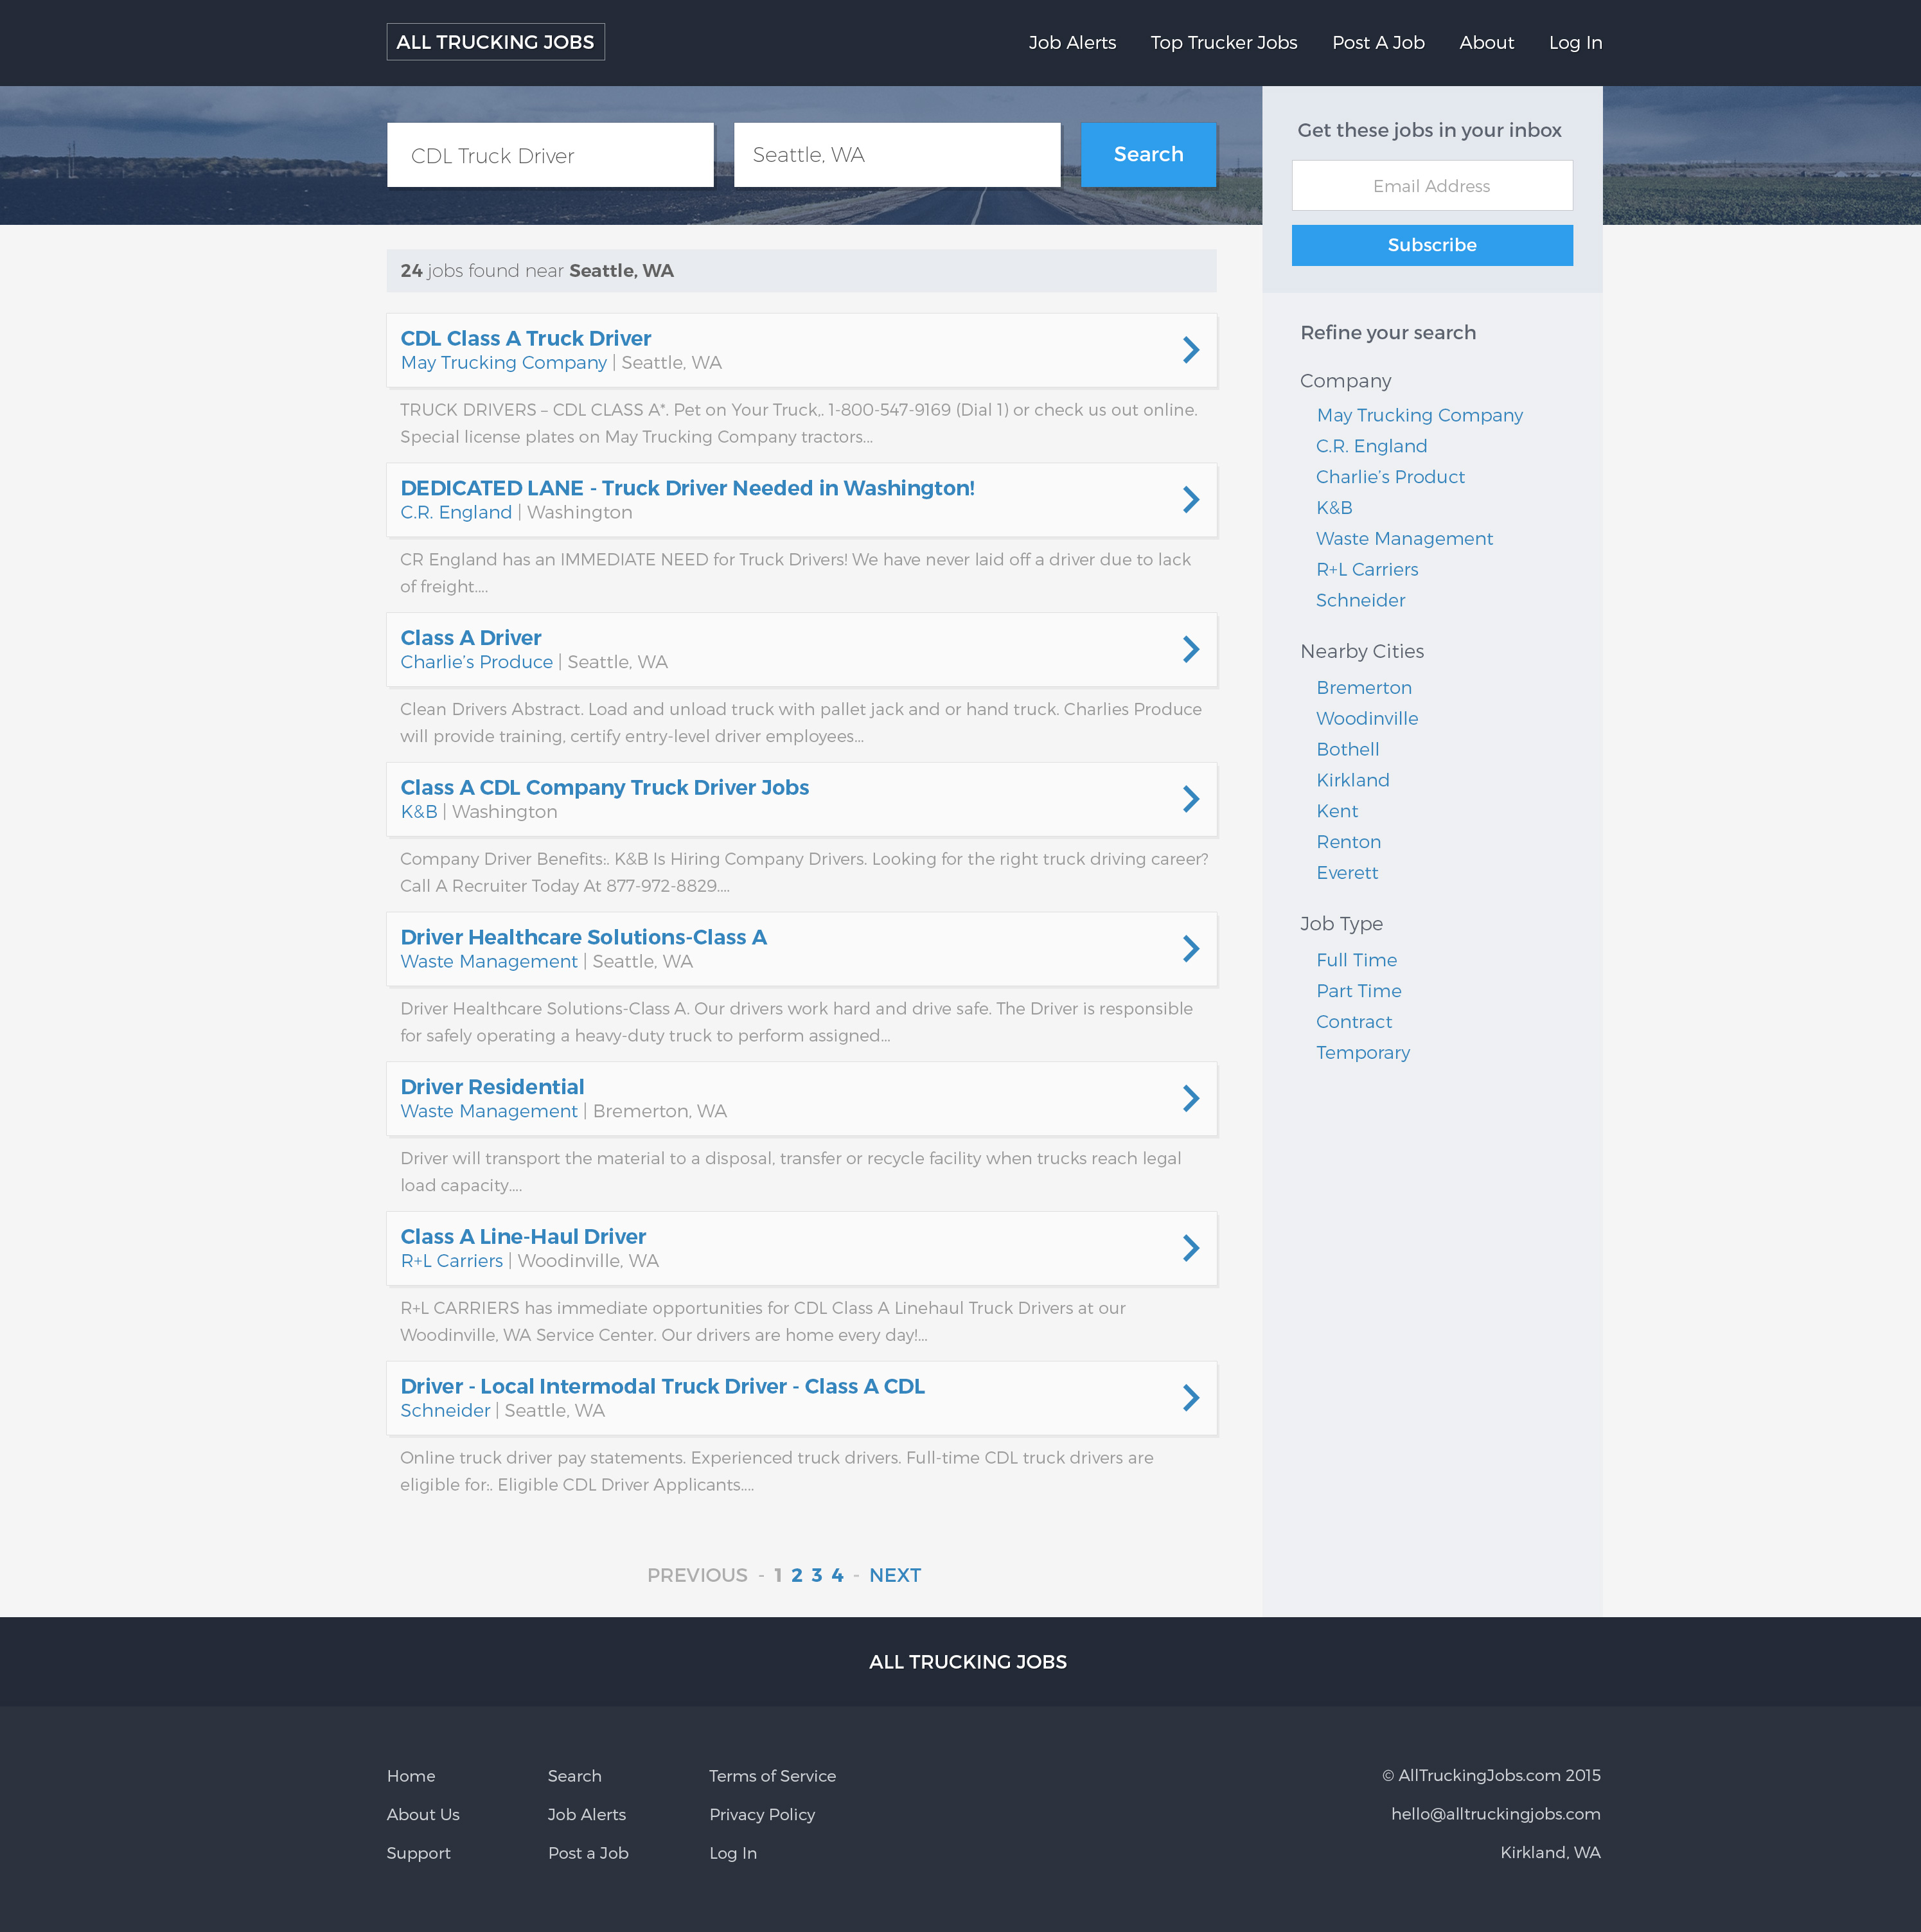 ALL TRUCKING JOBS
Job Alerts
Top Trucker Jobs
Post A Job
About
Log In
CDL Truck Driver
Seattle, WA
Search
Get these jobs in your inbox
Email Address
Subscribe
24 jobs found near Seattle, WA
CDL Class A Truck Driver
May Trucking Company | Seattle, WA
TRUCK DRIVERS – CDL CLASS A*. Pet on Your Truck,. 1-800-547-9169 (Dial 1) or check us out online.
Special license plates on May Trucking Company tractors...
DEDICATED LANE - Truck Driver Needed in Washington!
C.R. England | Washington
CR England has an IMMEDIATE NEED for Truck Drivers! We have never laid off a driver due to lack
of freight....
Class A Driver
Charlie's Produce | Seattle, WA
Clean Drivers Abstract. Load and unload truck with pallet jack and or hand truck. Charlies Produce
will provide training, certify entry-level driver employees...
Class A CDL Company Truck Driver Jobs
K&B | Washington
Company Driver Benefits:. K&B Is Hiring Company Drivers. Looking for the right truck driving career?
Call A Recruiter Today At 877-972-8829....
Driver Healthcare Solutions-Class A
Waste Management | Seattle, WA
Driver Healthcare Solutions-Class A. Our drivers work hard and drive safe. The Driver is responsible
for safely operating a heavy-duty truck to perform assigned...
Driver Residential
Waste Management | Bremerton, WA
Driver will transport the material to a disposal, transfer or recycle facility when trucks reach legal
load capacity....
Class A Line-Haul Driver
R+L Carriers | Woodinville, WA
R+L CARRIERS has immediate opportunities for CDL Class A Linehaul Truck Drivers at our
Woodinville, WA Service Center. Our drivers are home every day!...
Driver - Local Intermodal Truck Driver - Class A CDL
Schneider | Seattle, WA
Online truck driver pay statements. Experienced truck drivers. Full-time CDL truck drivers are
eligible for:. Eligible CDL Driver Applicants....
PREVIOUS - 1 2 3 4 - NEXT
Refine your search
Company
May Trucking Company
C.R. England
Charlie's Product
K&B
Waste Management
R+L Carriers
Schneider
Nearby Cities
Bremerton
Woodinville
Bothell
Kirkland
Kent
Renton
Everett
Job Type
Full Time
Part Time
Contract
Temporary
ALL TRUCKING JOBS
Home
About Us
Support
Search
Job Alerts
Post a Job
Terms of Service
Privacy Policy
Log In
© AllTruckingJobs.com 2015
hello@alltruckingjobs.com
Kirkland, WA